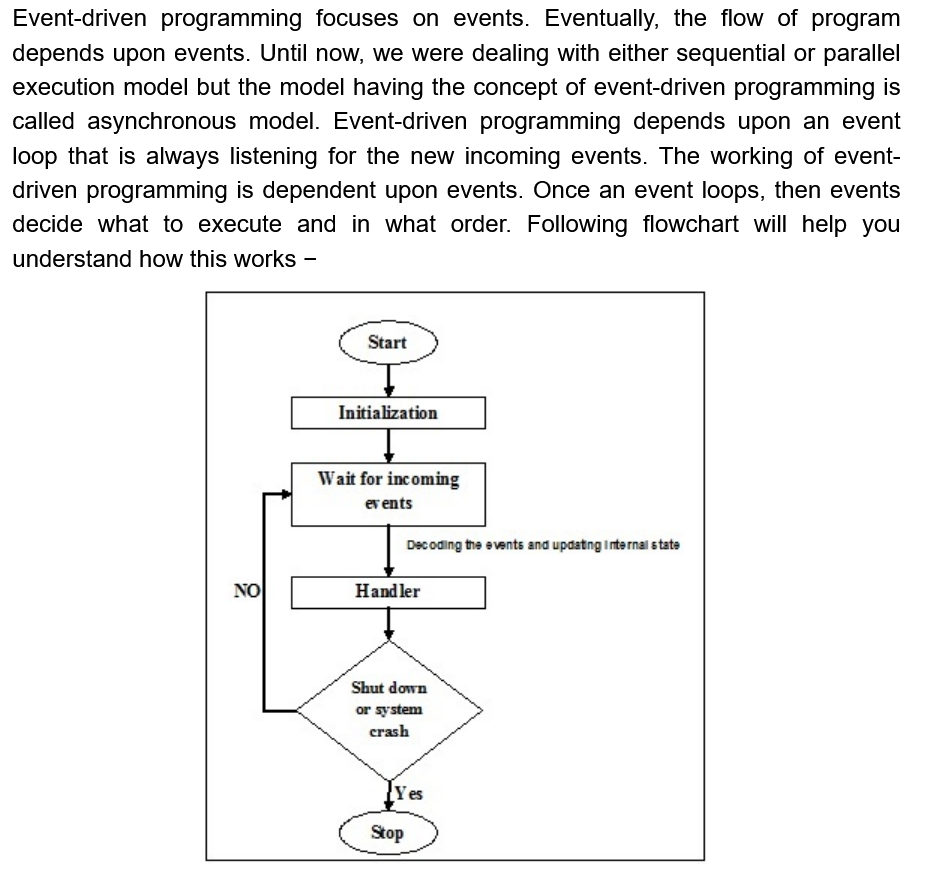 Event-driven programming focuses on events. Eventually, the flow of program
depends upon events. Until now, we were dealing with either sequential or parallel
execution model but the model having the concept of event-driven programming is
called asynchronous model. Event-driven programming depends upon an event
loop that is always listening for the new incoming events. The working of event-
driven programming is dependent upon events. Once an event loops, then events
decide what to execute and in what order. Following flowchart will help you
understand how this works −
Start
Initialization
Wait for incoming
events
Decoding the events and updating Internal state
NO
Handler
Shut down
or system
crash
Yes
Stop